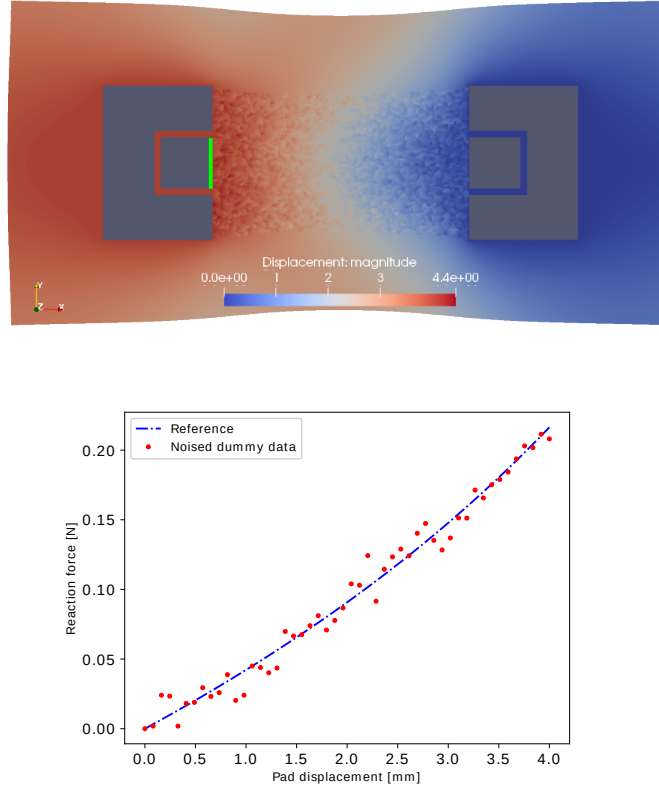 Displacement: magnitude
0.0e+00 1 2 3 4.4e+00
Y
Z X
Reference
Noised dummy data
Reaction force [N]
0.20
0.15
0.10
0.05
0.00
0.0 0.5 1.0 1.5 2.0 2.5 3.0 3.5 4.0
Pad displacement [mm]